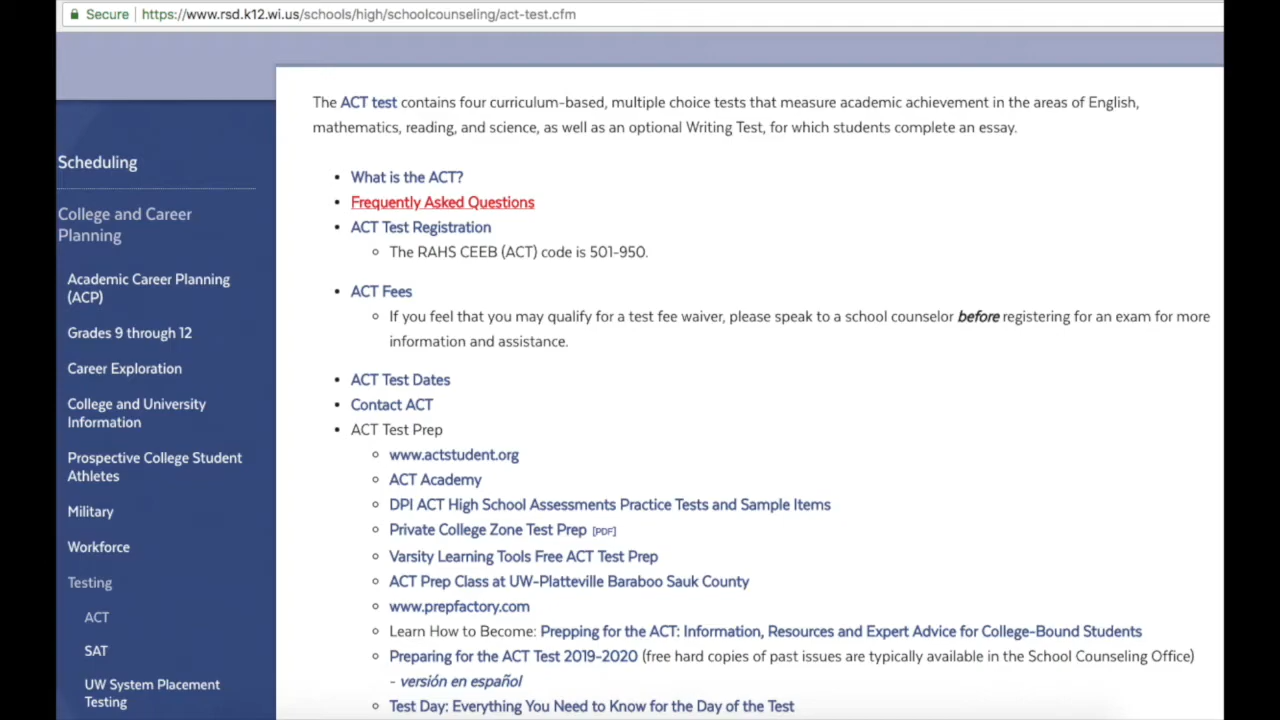 Secure https://www.rsd.k12.wi.us/schools/high/schoolcounseling/act-test.cfm
Scheduling
College and Career
Planning
Academic Career Planning
(ACP)
Grades 9 through 12
Career Exploration
College and University
Information
Prospective College Student
Athletes
Military
Workforce
Testing
ACT
SAT
UW System Placement
Testing
The ACT test contains four curriculum-based, multiple choice tests that measure academic achievement in the areas of English,
mathematics, reading, and science, as well as an optional Writing Test, for which students complete an essay.
• What is the ACT?
• Frequently Asked Questions
• ACT Test Registration
◦ The RAHS CEEB (ACT) code is 501-950.
• ACT Fees
◦ If you feel that you may qualify for a test fee waiver, please speak to a school counselor before registering for an exam for more
information and assistance.
• ACT Test Dates
• Contact ACT
• ACT Test Prep
◦ www.actstudent.org
◦ ACT Academy
◦ DPI ACT High School Assessments Practice Tests and Sample Items
◦ Private College Zone Test Prep [PDF]
◦ Varsity Learning Tools Free ACT Test Prep
◦ ACT Prep Class at UW-Platteville Baraboo Sauk County
◦ www.prepfactory.com
◦ Learn How to Become: Prepping for the ACT: Information, Resources and Expert Advice for College-Bound Students
◦ Preparing for the ACT Test 2019-2020 (free hard copies of past issues are typically available in the School Counseling Office)
- versión en español
◦ Test Day: Everything You Need to Know for the Day of the Test